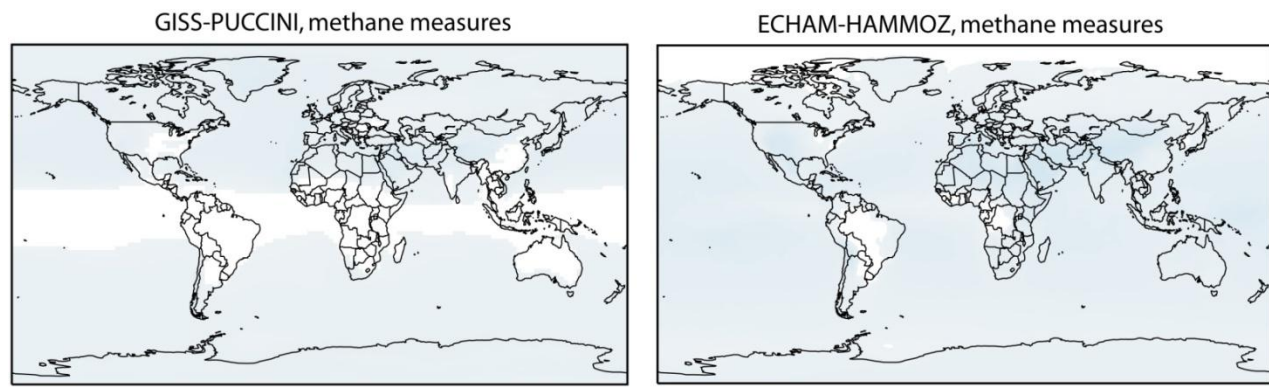 GISS-PUCCINI, methane measures
ECHAM-HAMMOZ, methane measures